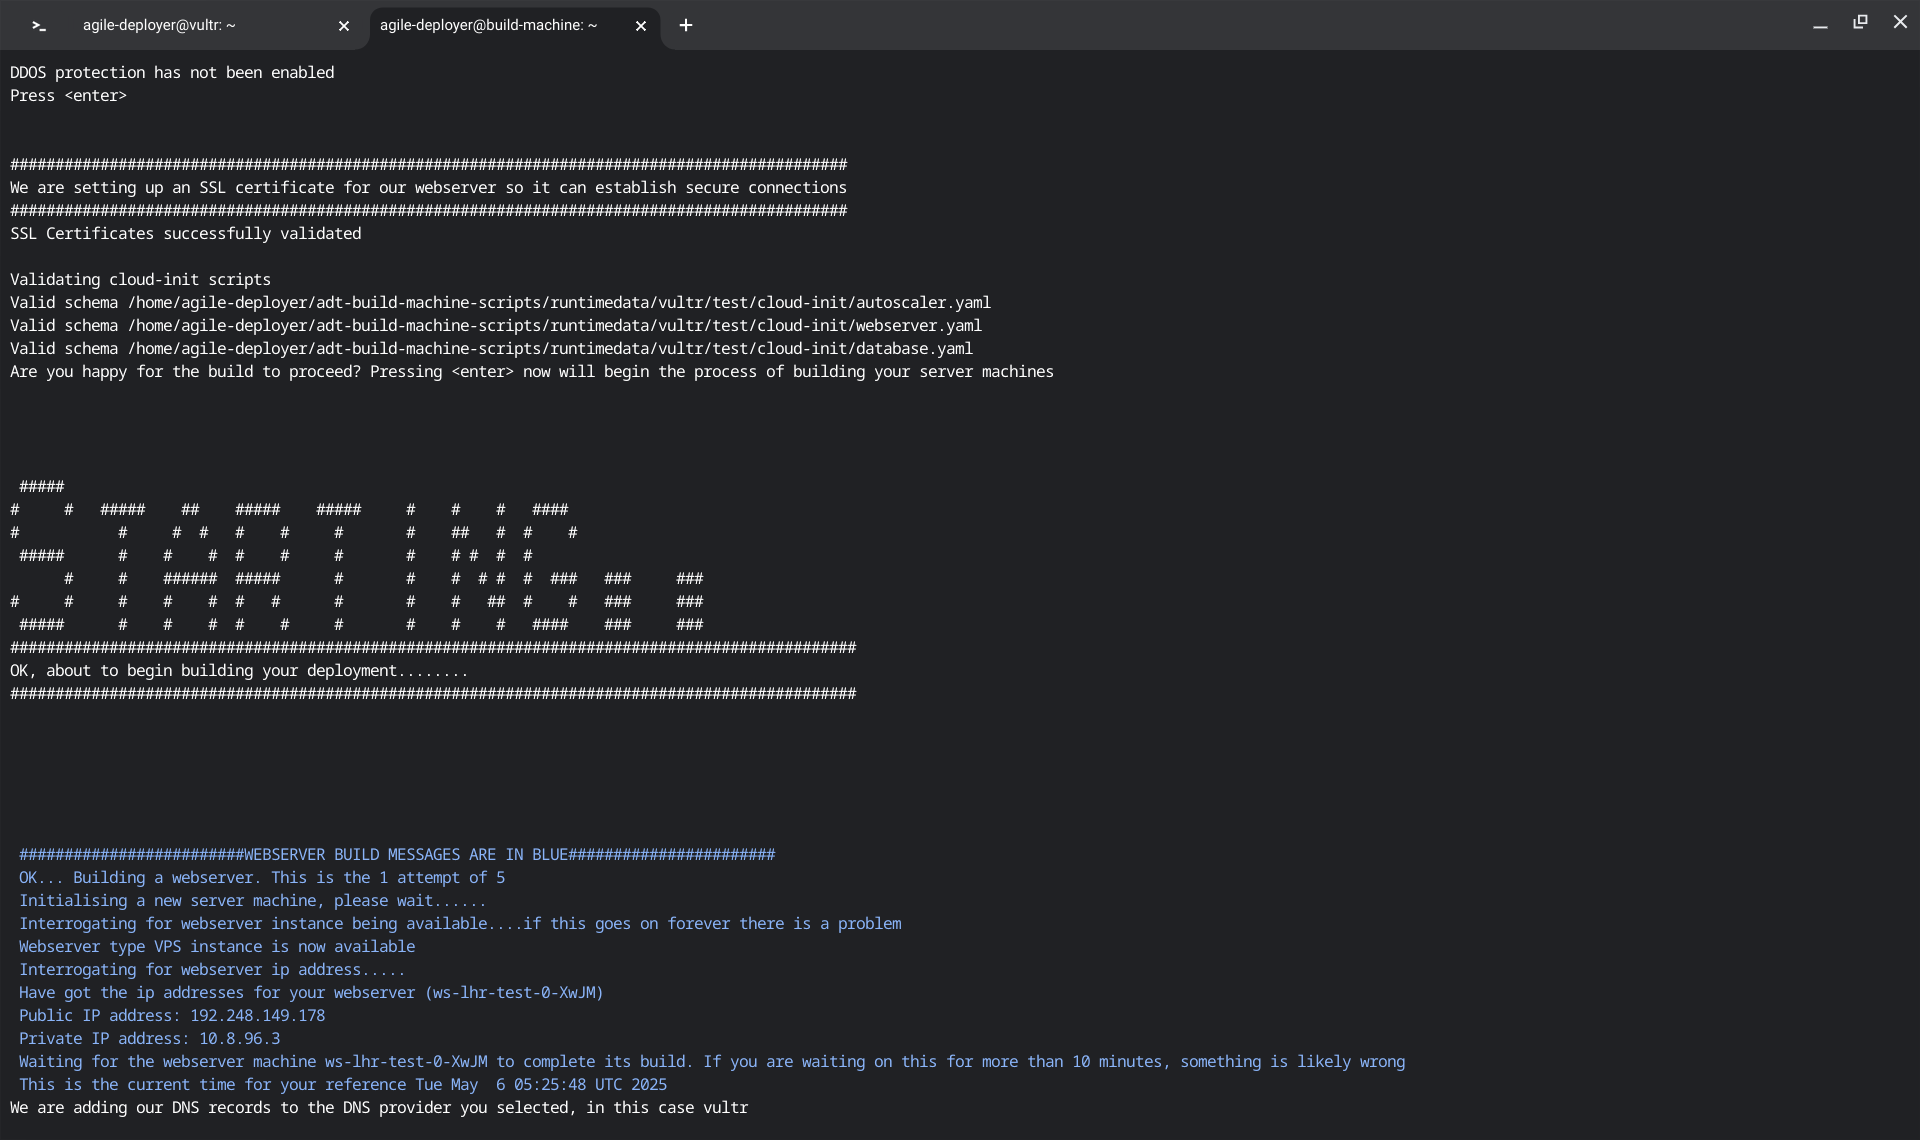 agile-deployer@vultr: ~
agile-deployer@build-machine: ~
DDOS protection has not been enabled
Press <enter>
#############################################################################################
We are setting up an SSL certificate for our webserver so it can establish secure connections
#############################################################################################
SSL Certificates successfully validated
Validating cloud-init scripts
Valid schema /home/agile-deployer/adt-build-machine-scripts/runtimedata/vultr/test/cloud-init/autoscaler.yaml
Valid schema /home/agile-deployer/adt-build-machine-scripts/runtimedata/vultr/test/cloud-init/webserver.yaml
Valid schema /home/agile-deployer/adt-build-machine-scripts/runtimedata/vultr/test/cloud-init/database.yaml
Are you happy for the build to proceed? Pressing <enter> now will begin the process of building your server machines
STARTING..
##############################################################################################
OK, about to begin building your deployment........
##############################################################################################
#########################WEBSERVER BUILD MESSAGES ARE IN BLUE#######################
OK... Building a webserver. This is the 1 attempt of 5
Initialising a new server machine, please wait......
Interrogating for webserver instance being available....if this goes on forever there is a problem
Webserver type VPS instance is now available
Interrogating for webserver ip address.....
Have got the ip addresses for your webserver (ws-lhr-test-0-XwJM)
Public IP address: 192.248.149.178
Private IP address: 10.8.96.3
Waiting for the webserver machine ws-lhr-test-0-XwJM to complete its build. If you are waiting on this for more than 10 minutes, something is likely wrong
This is the current time for your reference Tue May  6 05:25:48 UTC 2025
We are adding our DNS records to the DNS provider you selected, in this case vultr